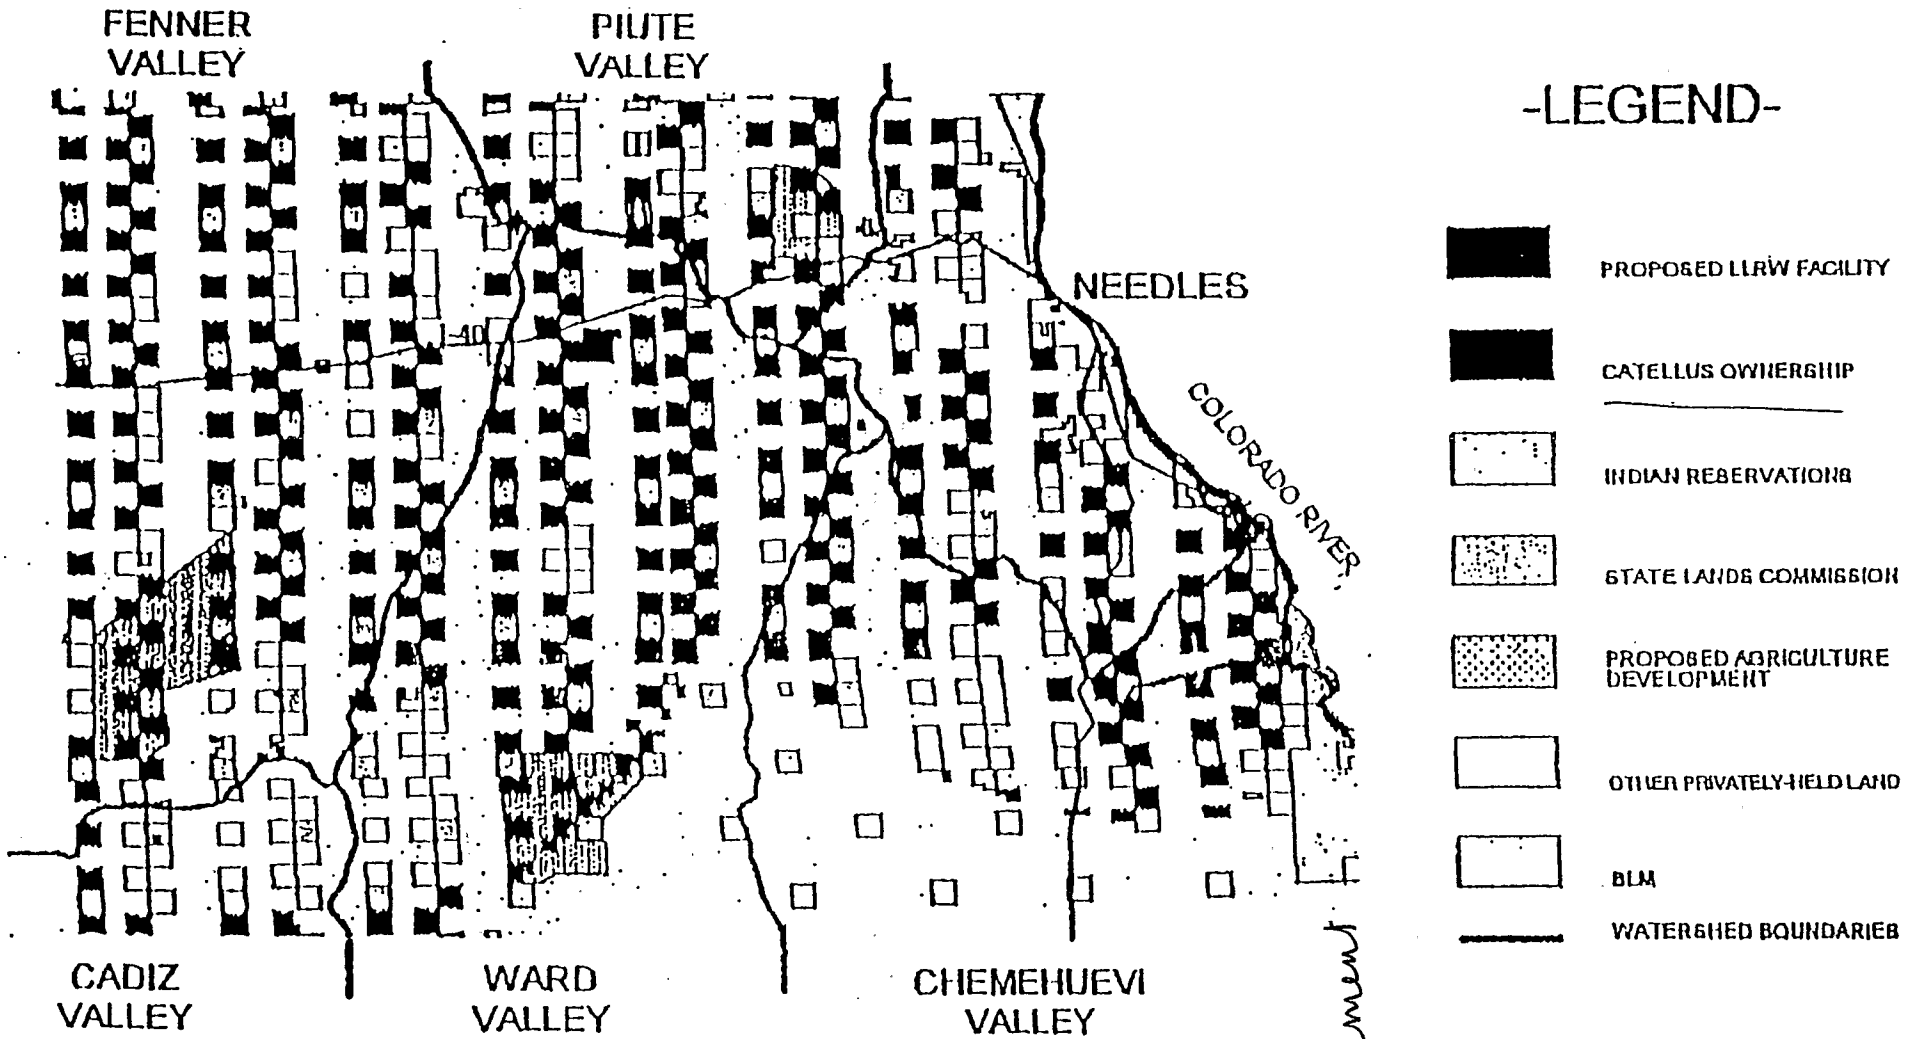 FENNER
VALLEY
PIUTE
VALLEY
-LEGEND-
PROPOSED LLRW FACILITY
NEEDLES
40
CATELLUS OWNERSHIP
COLORADO RIVER
INDIAN RESERVATIONS
STATE LANDS COMMISSION
PROPOSED AGRICULTURE
DEVELOPMENT
OTHER PRIVATELY-HELD LAND
BLM
WATERSHED BOUNDARIES
CADIZ
VALLEY
WARD
VALLEY
CHEMEHUEVI
VALLEY
ment